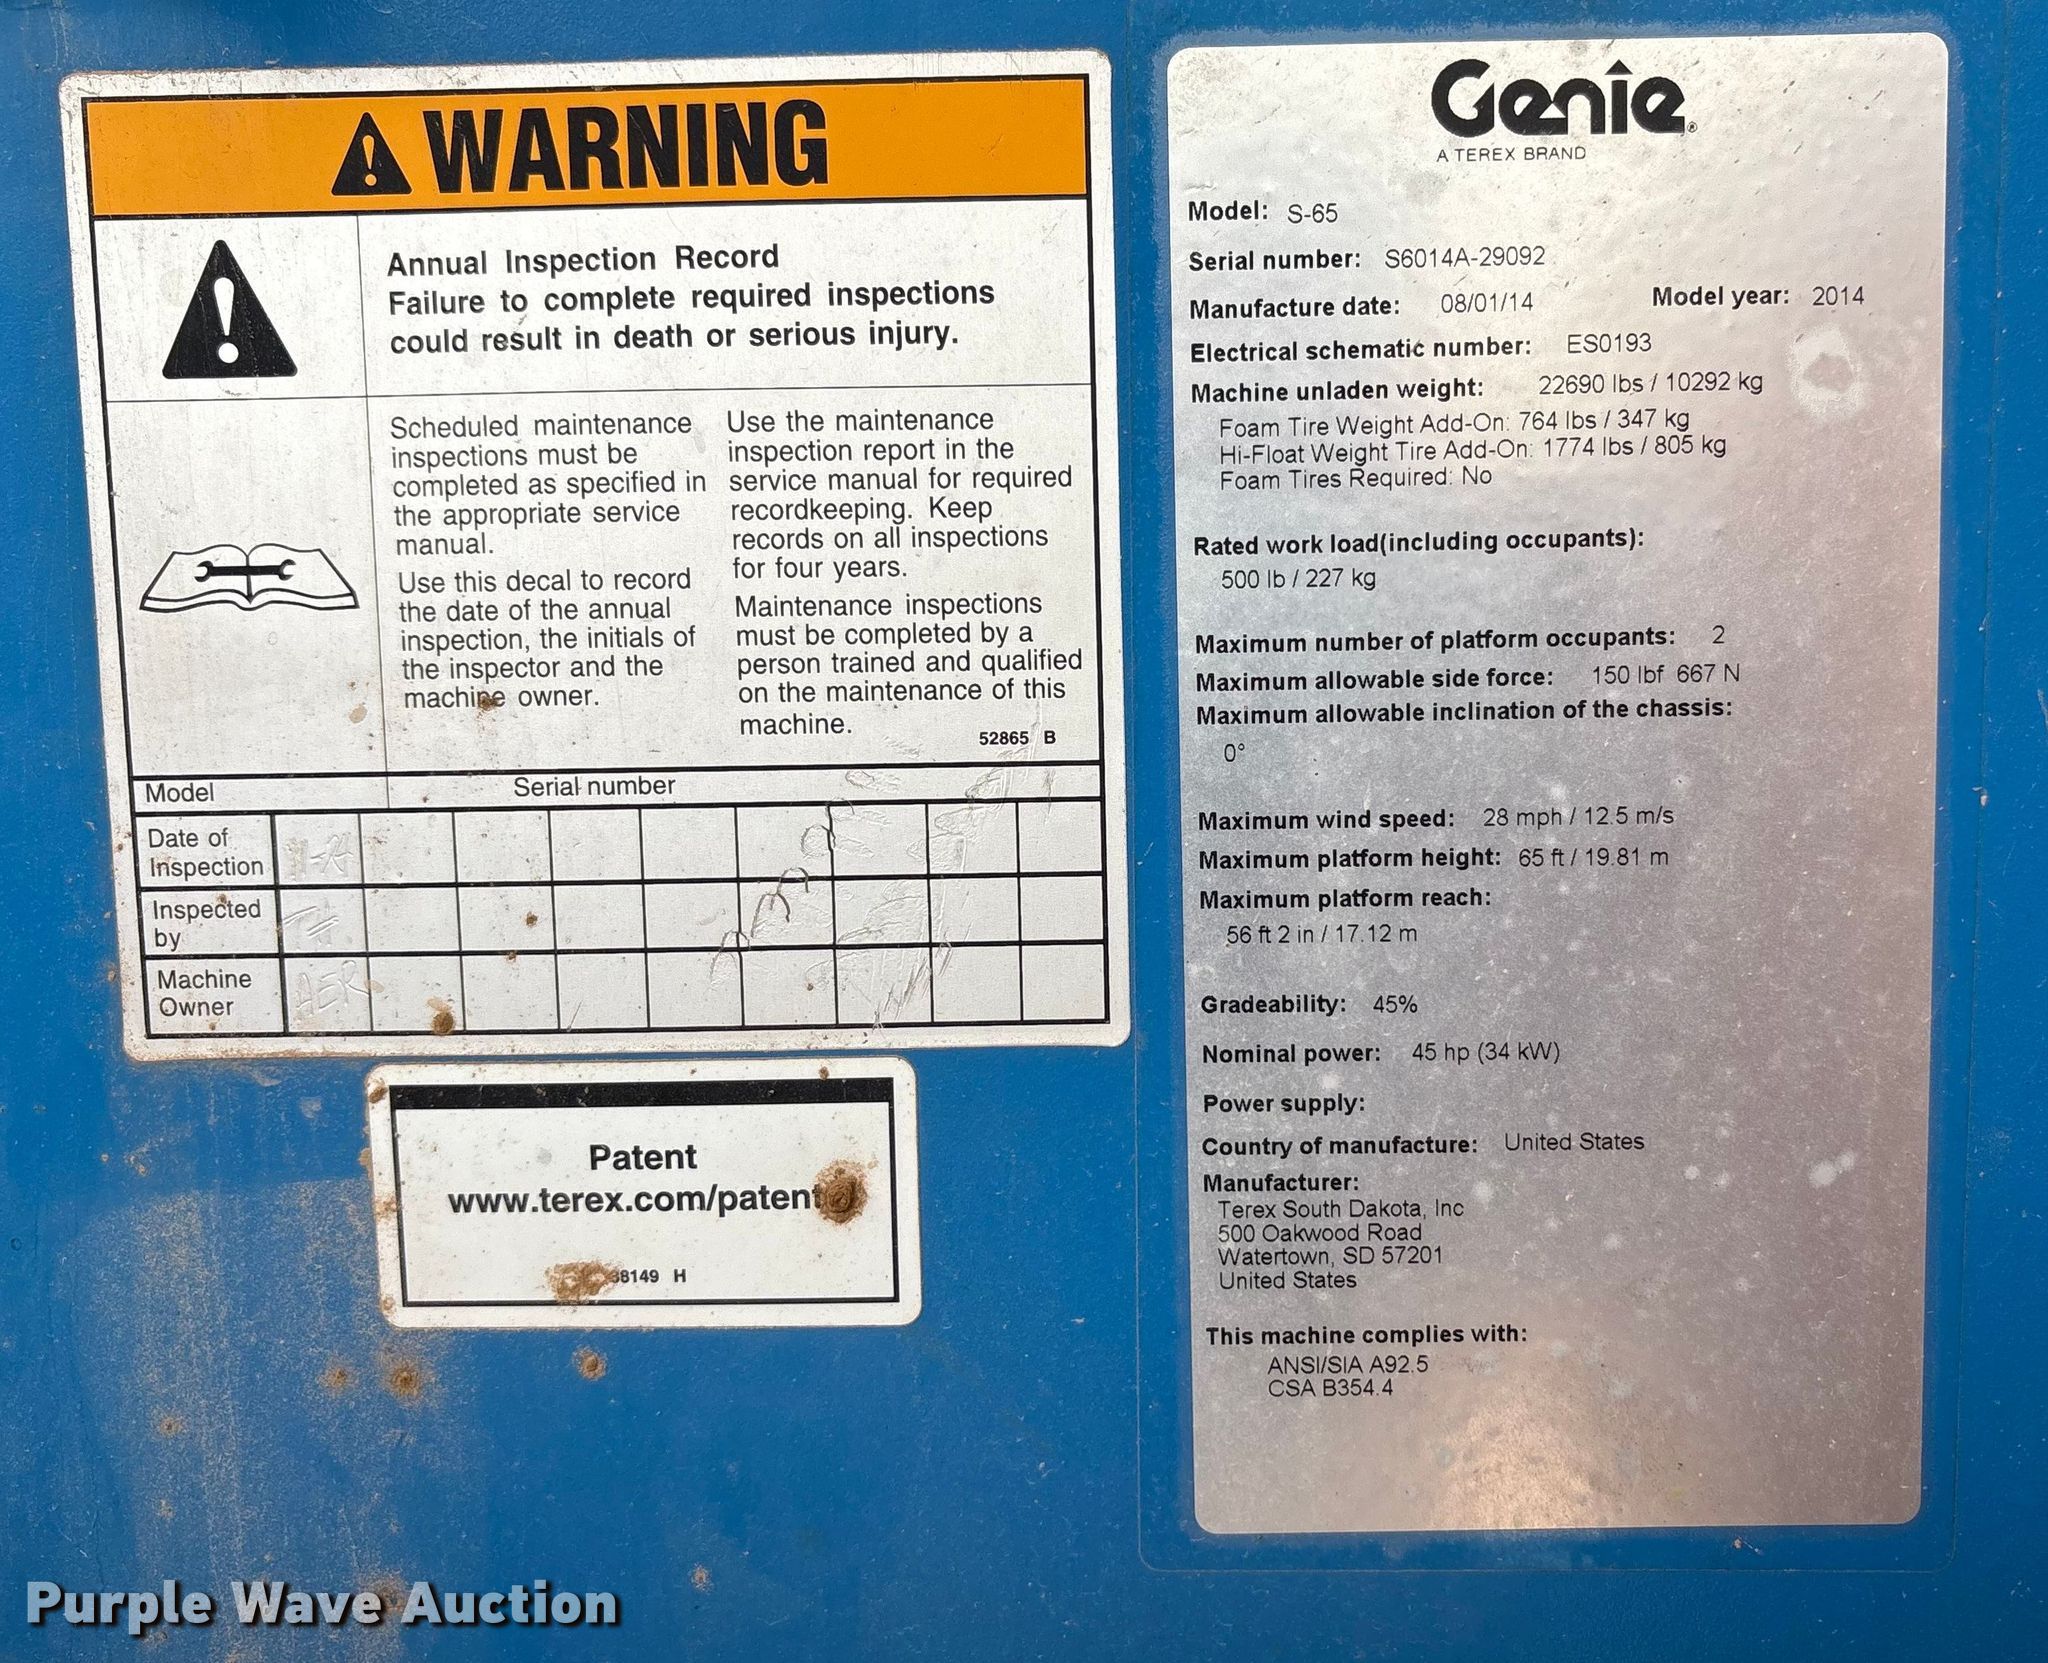 WARNING
Annual Inspection Record
Failure to complete required inspections
could result in death or serious injury.
Scheduled maintenance
inspections must be
completed as specified in
the appropriate service
manual.
Use this decal to record
the date of the annual
inspection, the initials of
the inspector and the
machine owner.
Use the maintenance
inspection report in the
service manual for required
recordkeeping. Keep
records on all inspections
for four years.
Maintenance inspections
must be completed by a
person trained and qualified
on the maintenance of this
machine.
52865 B
Model Serial number
Date of
Inspection
Inspected
by
Machine
Owner
AER
Patent
www.terex.com/patent
38149 H
Genie®
A TEREX BRAND
Model: S-65
Serial number: S6014A-29092
Manufacture date: 08/01/14 Model year: 2014
Electrical schematic number: ES0193
Machine unladen weight: 22690 lbs / 10292 kg
Foam Tire Weight Add-On: 764 lbs / 347 kg
Hi-Float Weight Tire Add-On: 1774 lbs / 805 kg
Foam Tires Required: No
Rated work load(including occupants):
500 lb / 227 kg
Maximum number of platform occupants: 2
Maximum allowable side force: 150 lbf 667 N
Maximum allowable inclination of the chassis:
0°
Maximum wind speed: 28 mph / 12.5 m/s
Maximum platform height: 65 ft / 19.81 m
Maximum platform reach:
56 ft 2 in / 17.12 m
Gradeability: 45%
Nominal power: 45 hp (34 kW)
Power supply:
Country of manufacture: United States
Manufacturer:
Terex South Dakota, Inc
500 Oakwood Road
Watertown, SD 57201
United States
This machine complies with:
ANSI/SIA A92.5
CSA B354.4
Purple Wave Auction